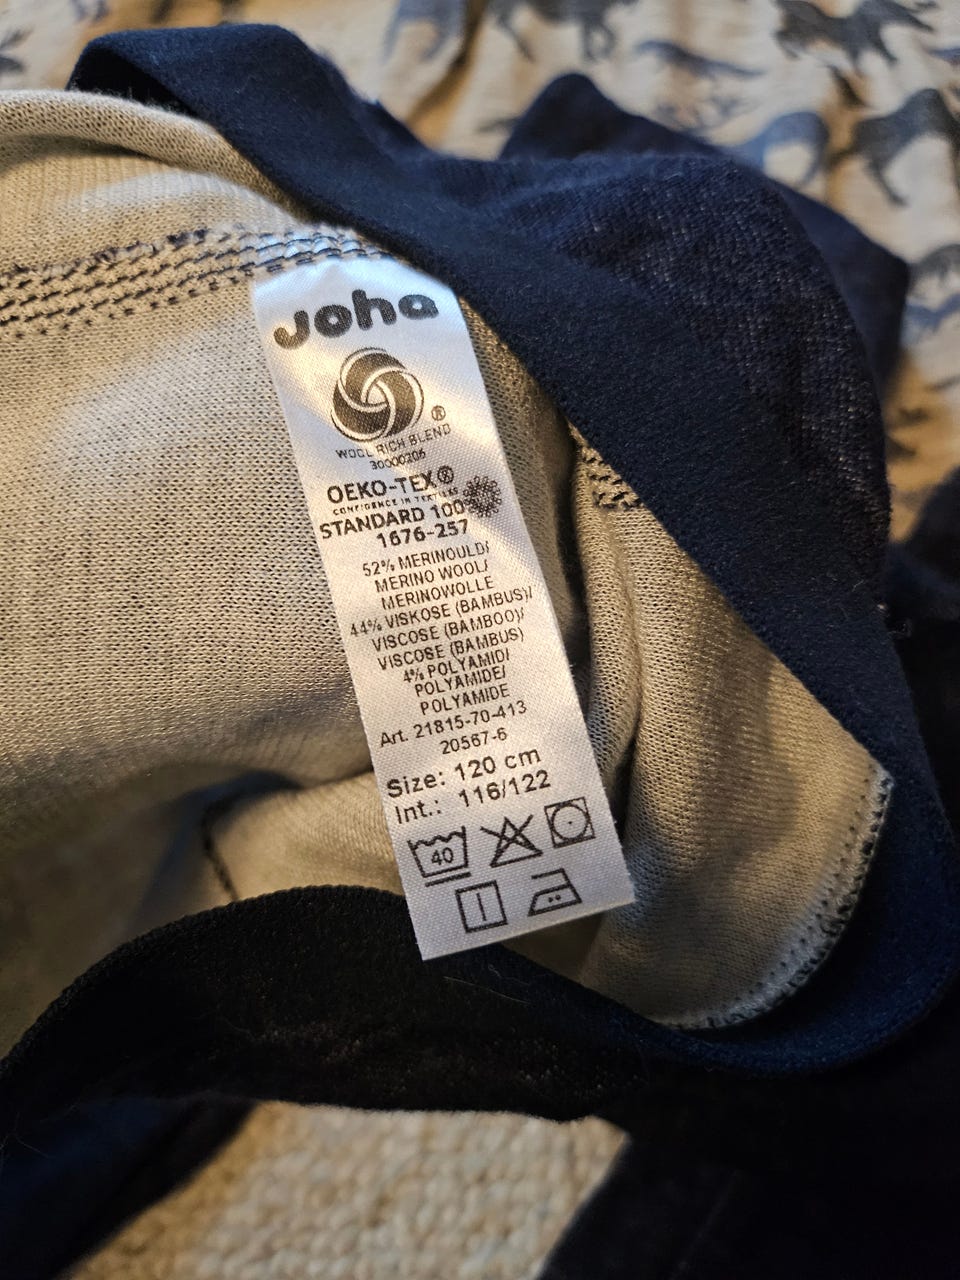 Joha
®
WOOL RICH BLEND
30000206
OEKO-TEX®
CONFIDENCE IN TEXTILES
STANDARD 100
1676-257
52% MERINOULD/
MERINO WOOL/
MERINOWOLLE
44% VISKOSE (BAMBUS)/
VISCOSE (BAMBOO)/
VISCOSE (BAMBUS)
4% POLYAMID/
POLYAMIDE/
POLYAMIDE
Art. 21815-70-413
20567-6
Size: 120 cm
Int.: 116/122
40